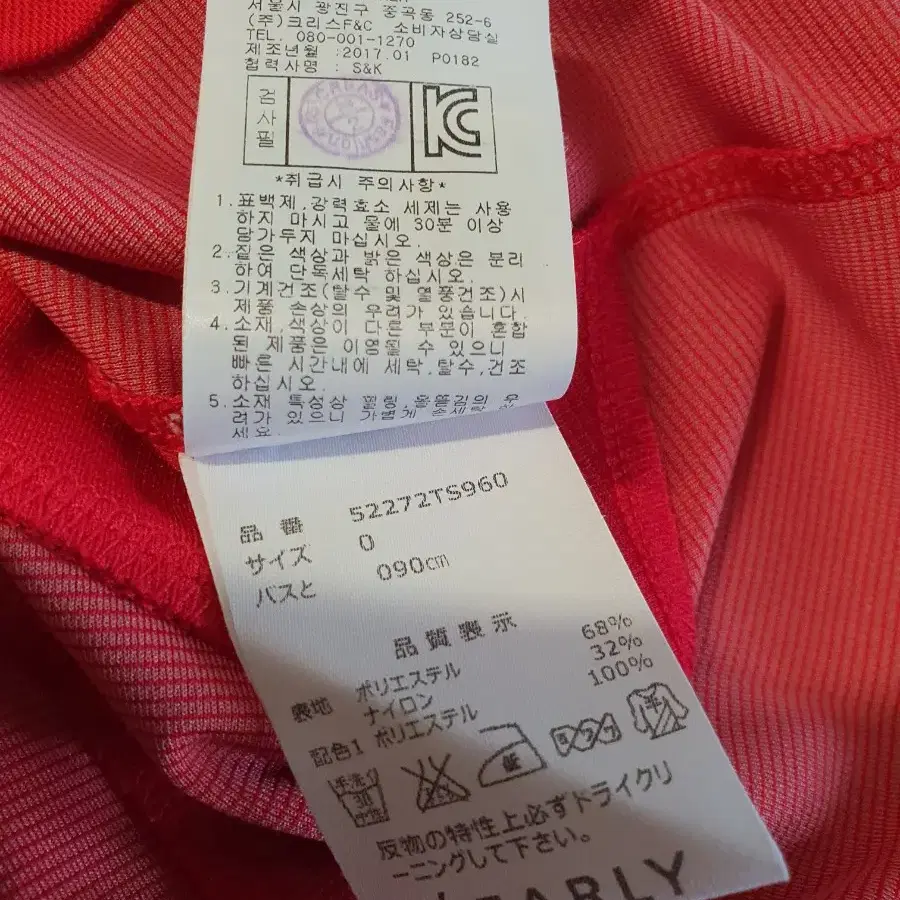 서울시 광진구 중곡동 252-6
(주)크리스F&C 소비자상담실
TEL. 080-001-1270
제조년월 : 2017.01 P0182
협력사명 : S&K
검사필
KC
*취급시 주의사항*
1. 표백제,강력효소 세제는 사용
하지 마시고 물에 30분 이상
당가두지 마십시오.
2. 짙은 색상과 밝은 색상은 분리
하여 단독세탁 하십시오.
3. 기계건조(탈수 및 열풍건조)시
제품 손상의 우려가 있습니다.
4. 소재,색상이 다른 부분이 혼합
된 제품은 이염될 수 있으니
빠른 시간내에 세탁,탈수,건조
하십시오.
5. 소재 특성상 필링,올뜯김의 우
려가 있으니 가볍게 손세탁
세요.
品番 52272TS960
サイズ 0
バスと 090cm
品質表示
表地 ポリエステル 68%
ナイロン 32%
配色1 ポリエステル 100%
手洗い
30
中性
反物の特性上必ずトライクリ
ーニングして下さい。
EARLY